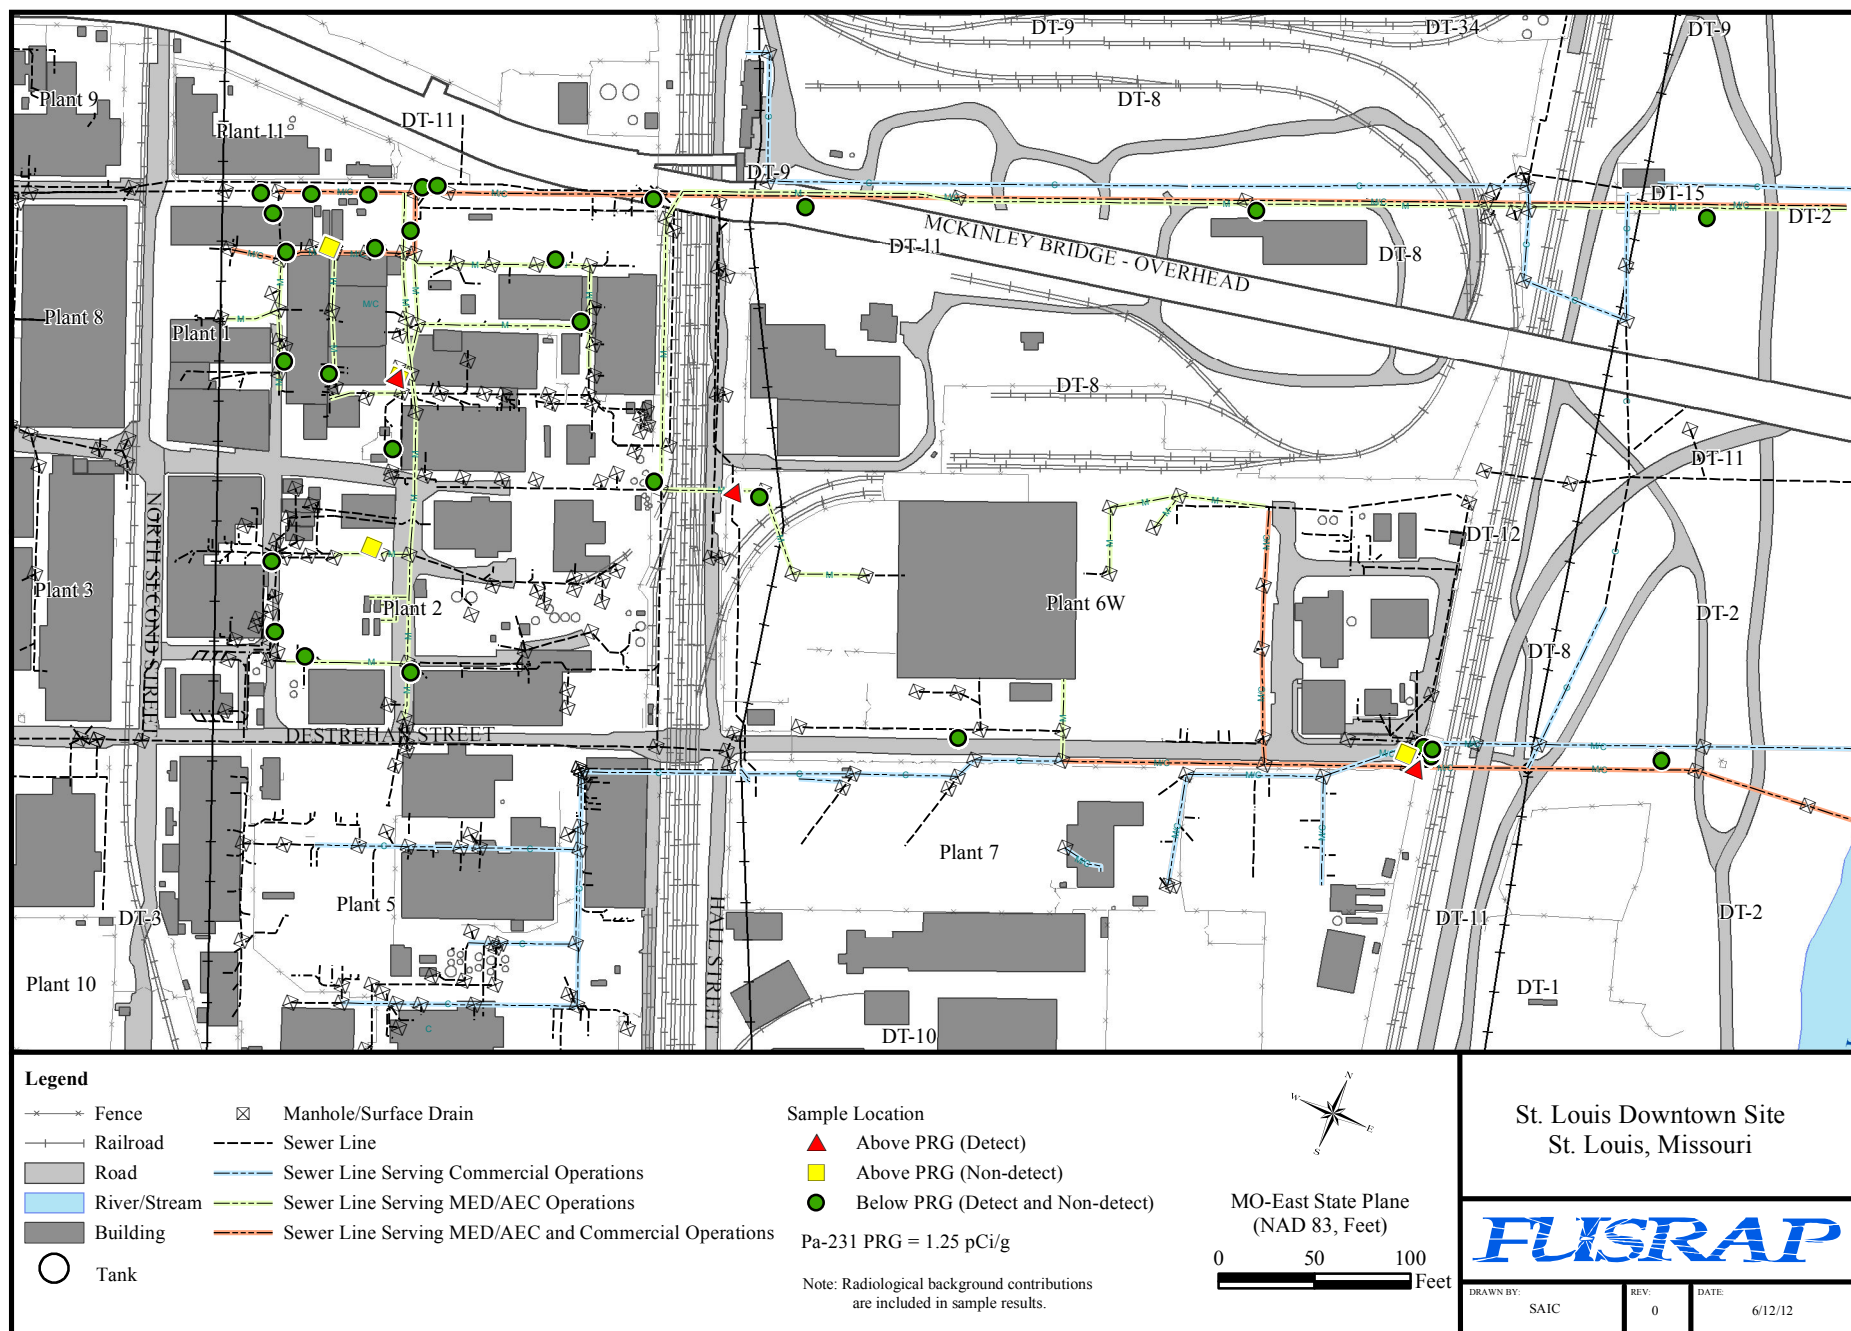 DT-9
DT-34
DT-9
Plant 9
DT-8
DT-11
Plant 11
DT-9
DT-15
DT-2
MCKINLEY BRIDGE - OVERHEAD
DT-11
DT-8
Plant 8
Plant 1
DT-8
DT-11
NORTH SECOND STREET
DT-12
Plant 3
Plant 2
Plant 6W
DT-2
DT-8
DESTREHAN STREET
Plant 7
Plant 5
DT-3
HALL STREET
DT-11
DT-2
Plant 10
DT-1
DT-10
Legend
Fence
Railroad
Road
River/Stream
Building
Tank
Manhole/Surface Drain
Sewer Line
Sewer Line Serving Commercial Operations
Sewer Line Serving MED/AEC Operations
Sewer Line Serving MED/AEC and Commercial Operations
Sample Location
Above PRG (Detect)
Above PRG (Non-detect)
Below PRG (Detect and Non-detect)
Pa-231 PRG = 1.25 pCi/g
Note: Radiological background contributions
are included in sample results.
N
W
E
S
MO-East State Plane
(NAD 83, Feet)
0 50 100
Feet
St. Louis Downtown Site
St. Louis, Missouri
FUSRAP
DRAWN BY:
SAIC
REV:
0
DATE:
6/12/12